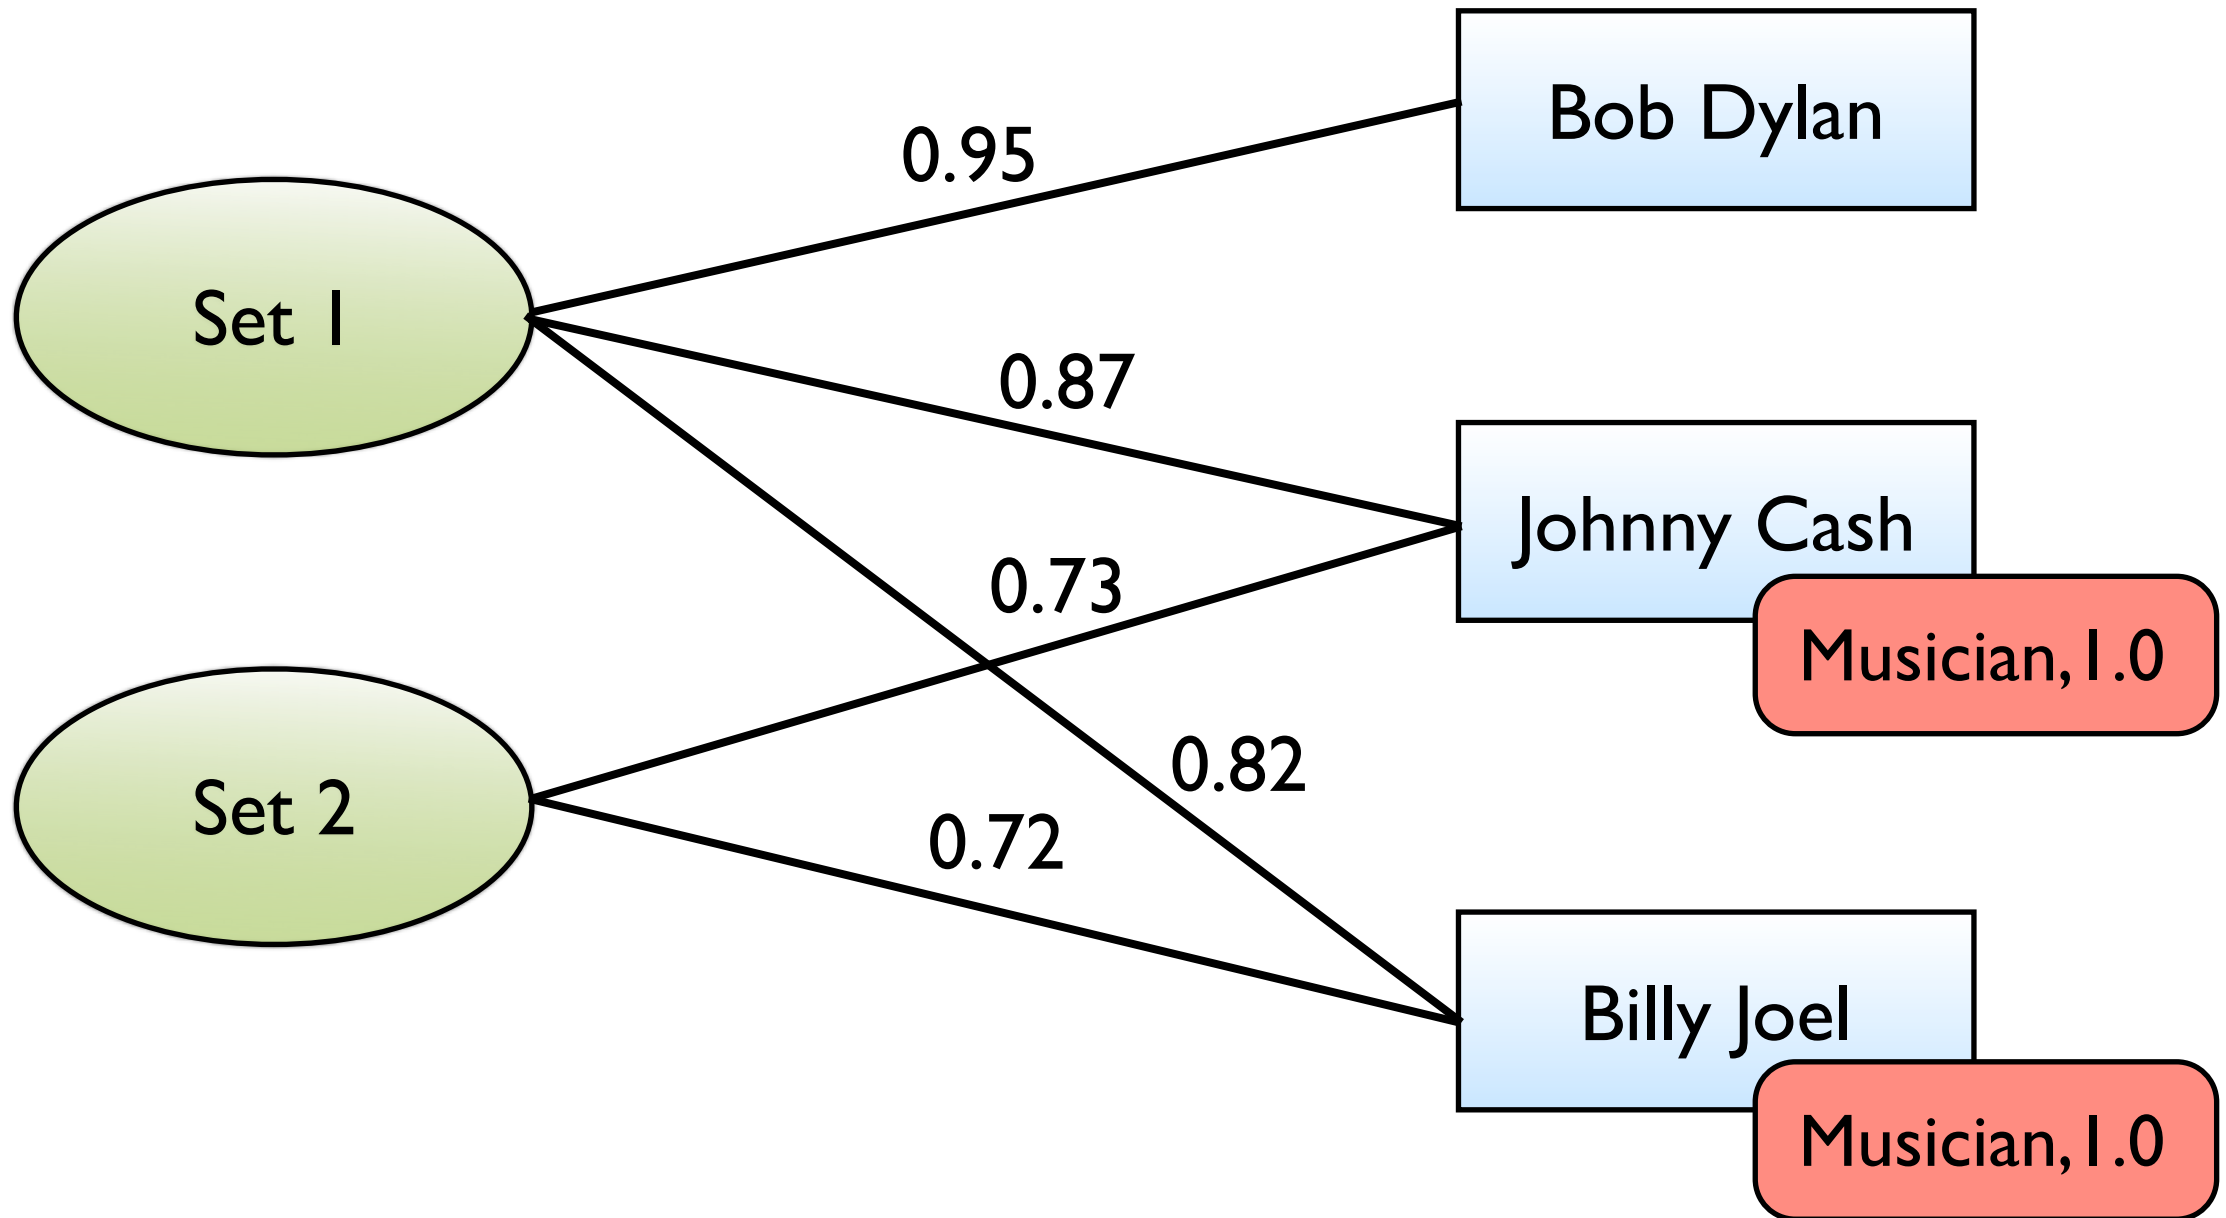 Bob Dylan
0.95
Set 1
0.87
Johnny Cash
0.73
Musician,1.0
0.82
Set 2
0.72
Billy Joel
Musician,1.0